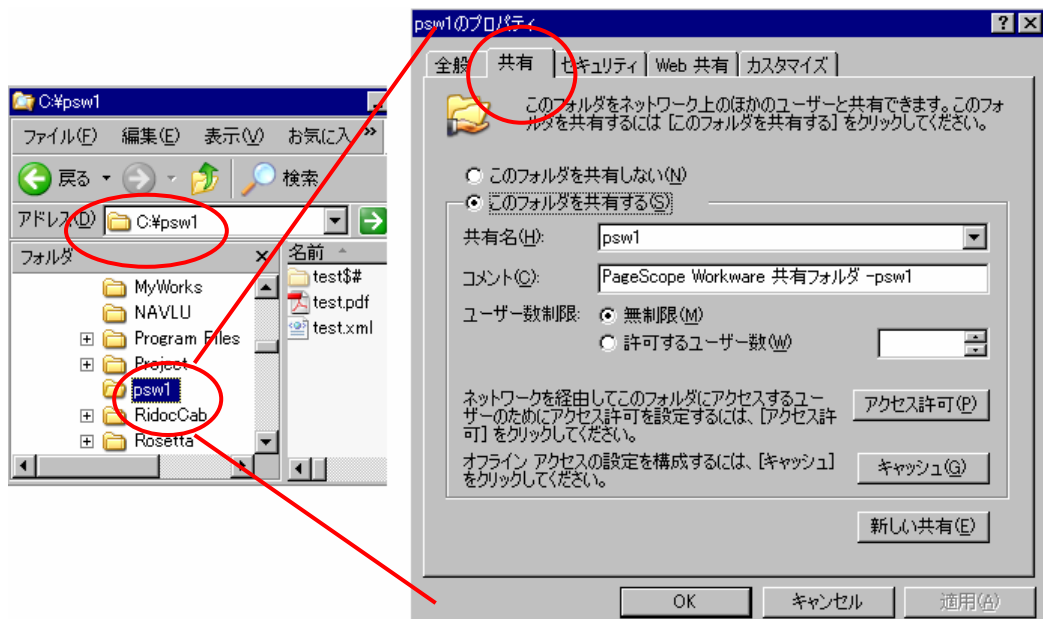 C:¥psw1
ファイル(F) 編集(E) 表示(V) お気に入 »
戻る 検索
アドレス(D) C:¥psw1
フォルダ ×
MyWorks
NAVLU
Program Files
Project
psw1
RidocCab
Rosetta
名前
test$#
test.pdf
test.xml
psw1のプロパティ
全般 共有 セキュリティ Web 共有 カスタマイズ
このフォルダをネットワーク上のほかのユーザーと共有できます。このフォ
ルダを共有するには [このフォルダを共有する] をクリックしてください。
このフォルダを共有しない(N)
このフォルダを共有する(S)
共有名(H): psw1
コメント(C): PageScope Workware 共有フォルダ -psw1
ユーザー数制限: 無制限(M)
許可するユーザー数(W)
ネットワークを経由してこのフォルダにアクセスするユー
ザーのためにアクセス許可を設定するには、[アクセス許
可] をクリックしてください。
アクセス許可(P)
オフライン アクセスの設定を構成するには、[キャッシュ]
をクリックしてください。
キャッシュ(G)
新しい共有(E)
OK キャンセル 適用(A)